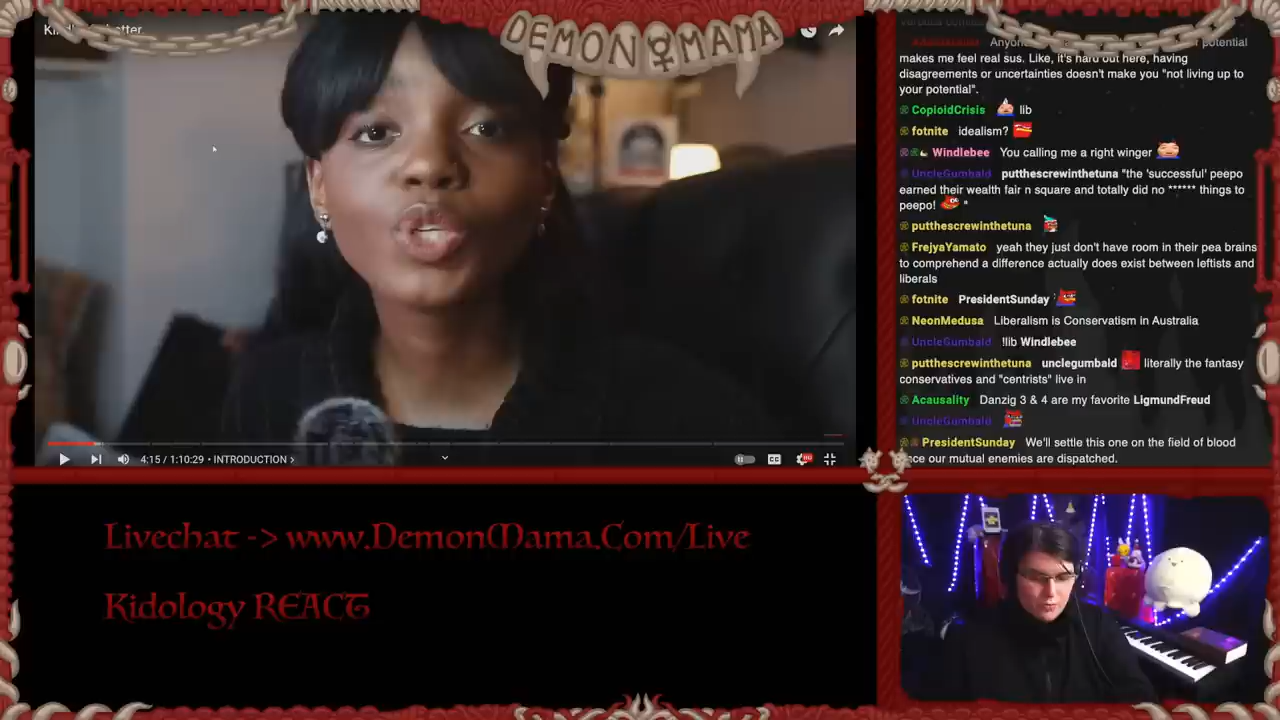 DEMON MAMA
potential
makes me feel real sus. Like, it's hard out here, having
disagreements or uncertainties doesn't make you "not living up to
your potential".
CopioidCrisis lib
fotnite idealism?
Windlebee You calling me a right winger
UncleGumbald putthescrewinthetuna "the 'successful' peepo
earned their wealth fair n square and totally did no ****** things to
peepo! "
putthescrewinthetuna
FrejyaYamato yeah they just don't have room in their pea brains
to comprehend a difference actually does exist between leftists and
liberals
fotnite PresidentSunday
NeonMedusa Liberalism is Conservatism in Australia
UncleGumbald !lib Windlebee
putthescrewinthetuna unclegumbald literally the fantasy
conservatives and "centrists" live in
Acausality Danzig 3 & 4 are my favorite LigmundFreud
UncleGumbald
PresidentSunday We'll settle this one on the field of blood
our mutual enemies are dispatched.
4:15 / 1:10:29 • INTRODUCTION >
CC
HD
Livechat -> www.DemonMama.Com/Live
Kidology REACT